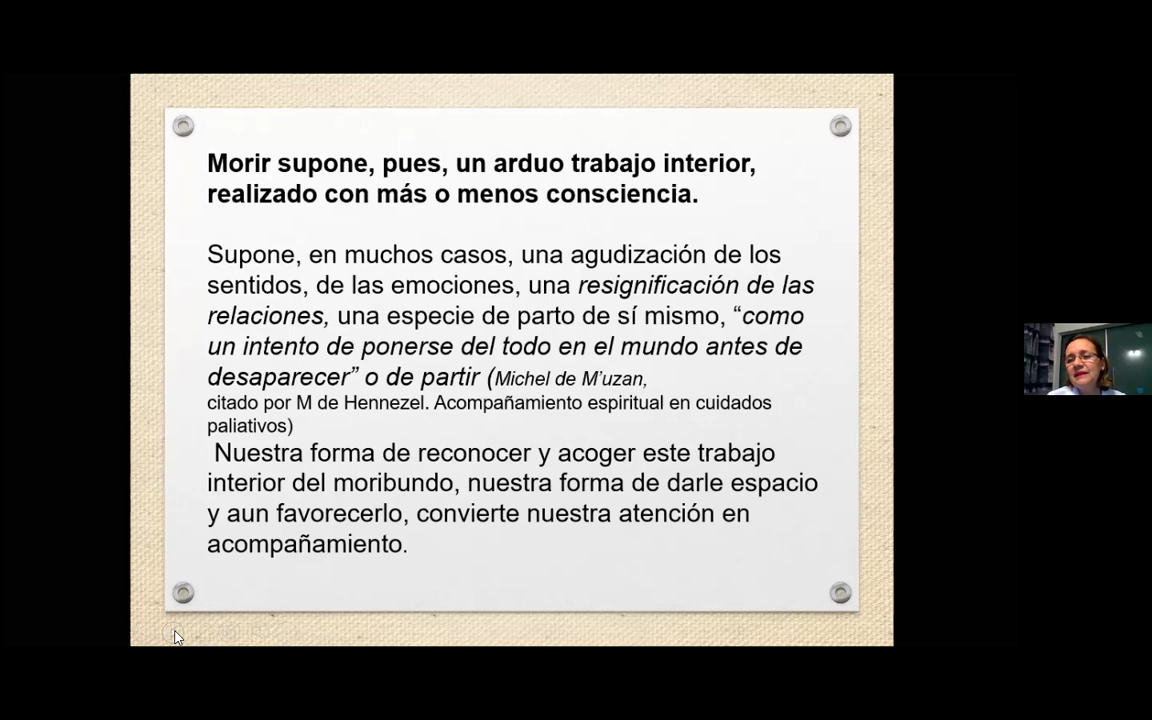 Morir supone, pues, un arduo trabajo interior,
realizado con más o menos consciencia.
Supone, en muchos casos, una agudización de los
sentidos, de las emociones, una resignificación de las
relaciones, una especie de parto de sí mismo, “como
un intento de ponerse del todo en el mundo antes de
desaparecer” o de partir (Michel de M’uzan,
citado por M de Hennezel. Acompañamiento espiritual en cuidados
paliativos)
Nuestra forma de reconocer y acoger este trabajo
interior del moribundo, nuestra forma de darle espacio
y aun favorecerlo, convierte nuestra atención en
acompañamiento.